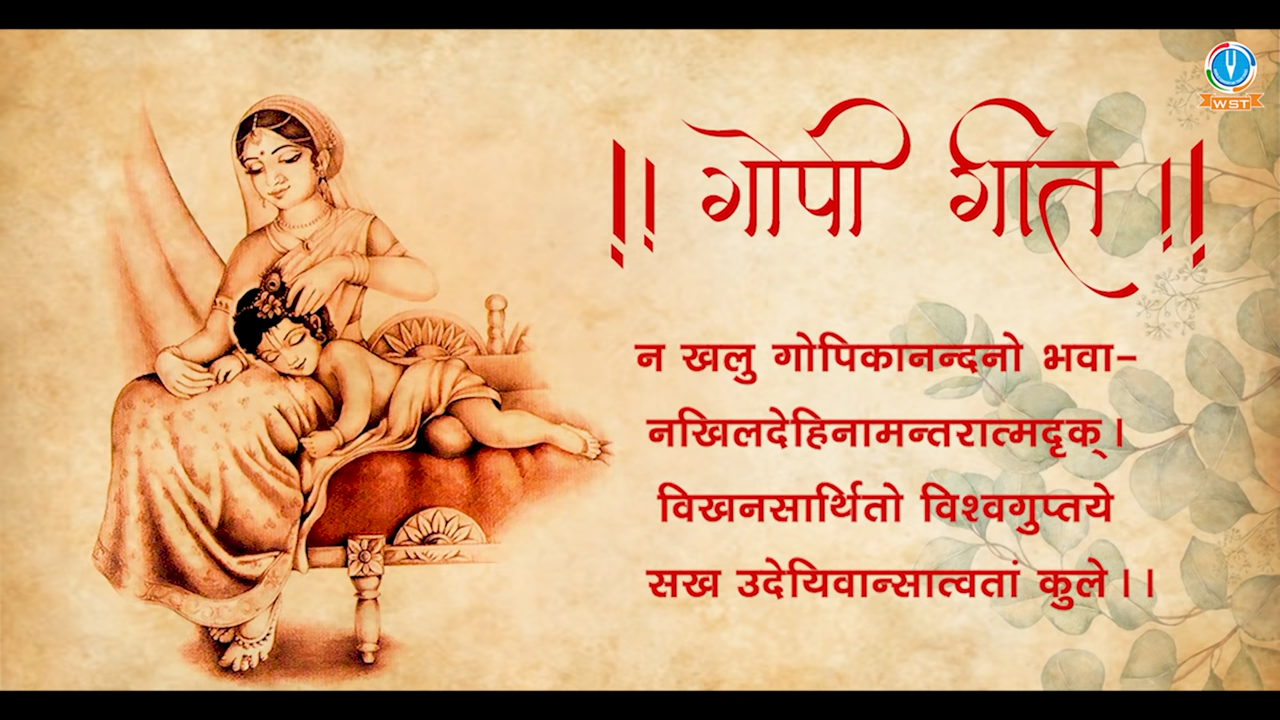 WST
।। गोपी गीत ।।
न खलु गोपिकानन्दनो भवा-
नखिलदेहिनामन्तरात्मदृक्।
विखनसार्थितो विश्वगुप्तये
सख उदेयिवान्सात्वतां कुले।।